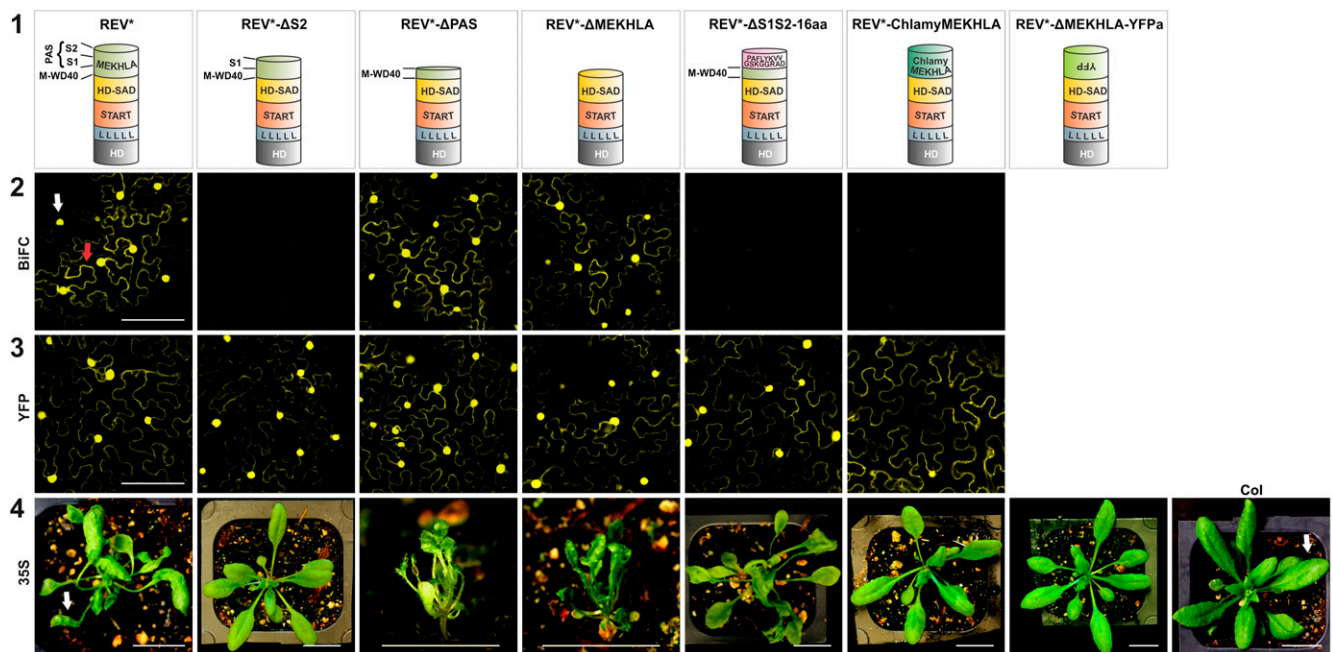 1
REV*
REV*-ΔS2
REV*-ΔPAS
REV*-ΔMEKHLA
REV*-ΔS1S2-16aa
REV*-ChlamyMEKHLA
REV*-ΔMEKHLA-YFPa
PAS { S2
S1
M-WD40
MEKHLA
HD-SAD
START
LLLLL
HD
S1
M-WD40
HD-SAD
START
LLLLL
HD
M-WD40
HD-SAD
START
LLLLL
HD
HD-SAD
START
LLLLL
HD
PAFLYKVV
GSKGGRAD
M-WD40
HD-SAD
START
LLLLL
HD
Chlamy
MEKHLA
HD-SAD
START
LLLLL
HD
YFP
HD-SAD
START
LLLLL
HD
2
BiFC
3
YFP
Col
4
35S